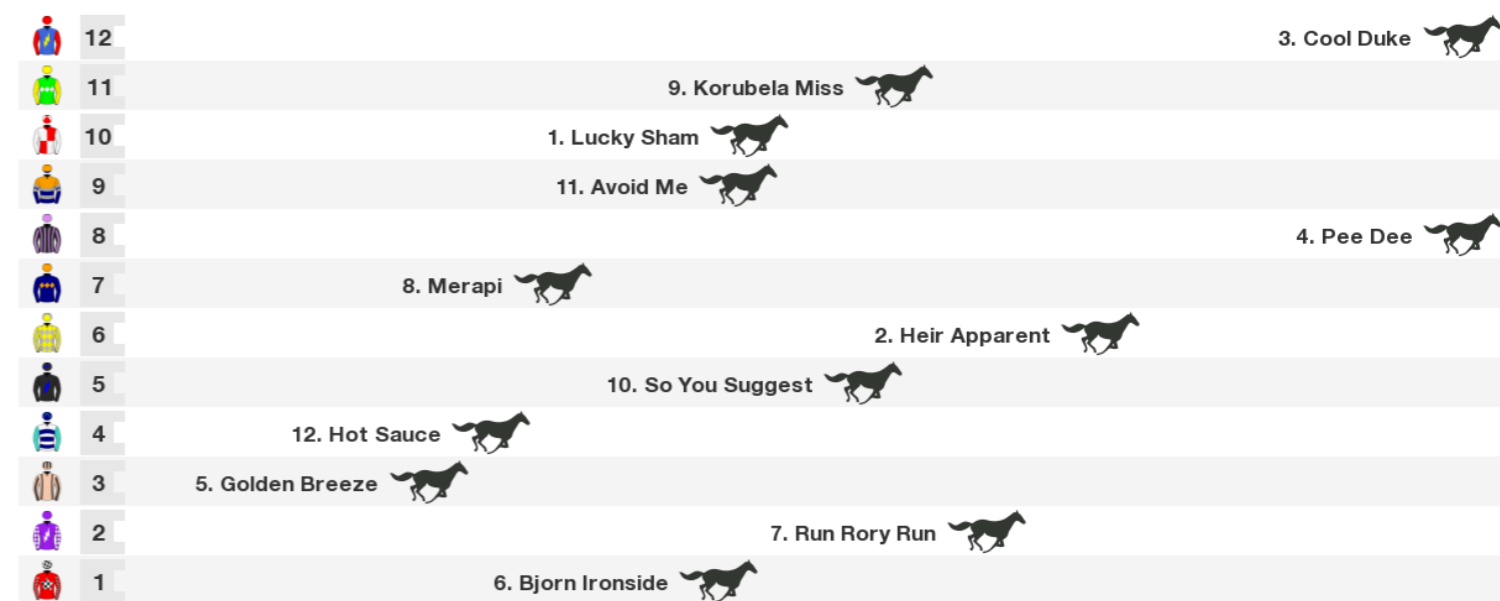 12 3. Cool Duke
11 9. Korubela Miss
10 1. Lucky Sham
9 11. Avoid Me
8 4. Pee Dee
7 8. Merapi
6 2. Heir Apparent
5 10. So You Suggest
4 12. Hot Sauce
3 5. Golden Breeze
2 7. Run Rory Run
1 6. Bjorn Ironside